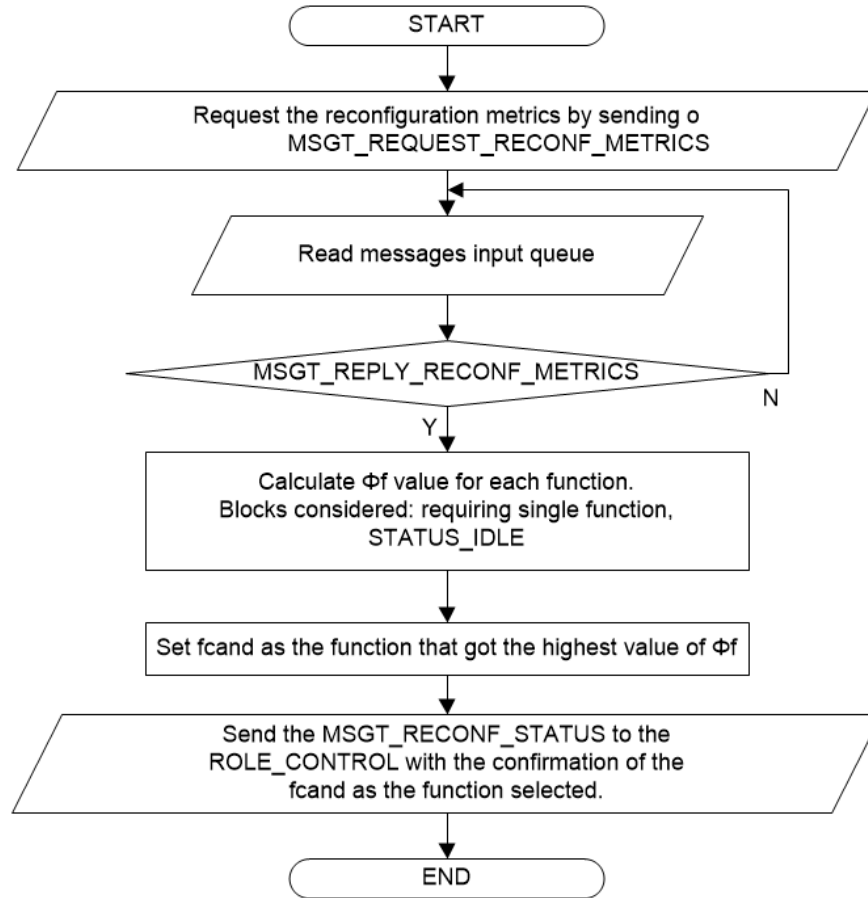 START
Request the reconfiguration metrics by sending o
MSGT_REQUEST_RECONF_METRICS
Read messages input queue
MSGT_REPLY_RECONF_METRICS
N
Y
Calculate Φf value for each function.
Blocks considered: requiring single function,
STATUS_IDLE
Set fcand as the function that got the highest value of Φf
Send the MSGT_RECONF_STATUS to the
ROLE_CONTROL with the confirmation of the
fcand as the function selected.
END